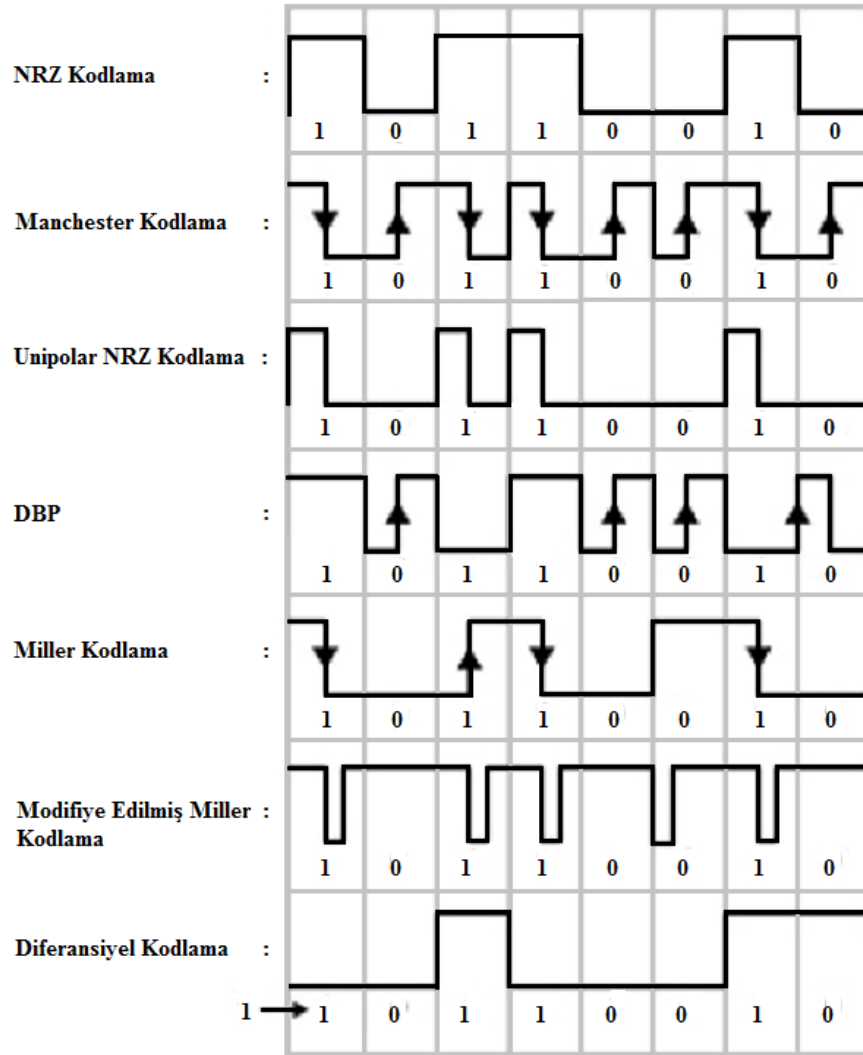 NRZ Kodlama :
1 0 1 1 0 0 1 0
Manchester Kodlama :
1 0 1 1 0 0 1 0
Unipolar NRZ Kodlama :
1 0 1 1 0 0 1 0
DBP :
1 0 1 1 0 0 1 0
Miller Kodlama :
1 0 1 1 0 0 1 0
Modifiye Edilmiş Miller :
Kodlama
1 0 1 1 0 0 1 0
Diferansiyel Kodlama :
1 1 0 1 1 0 0 1 0